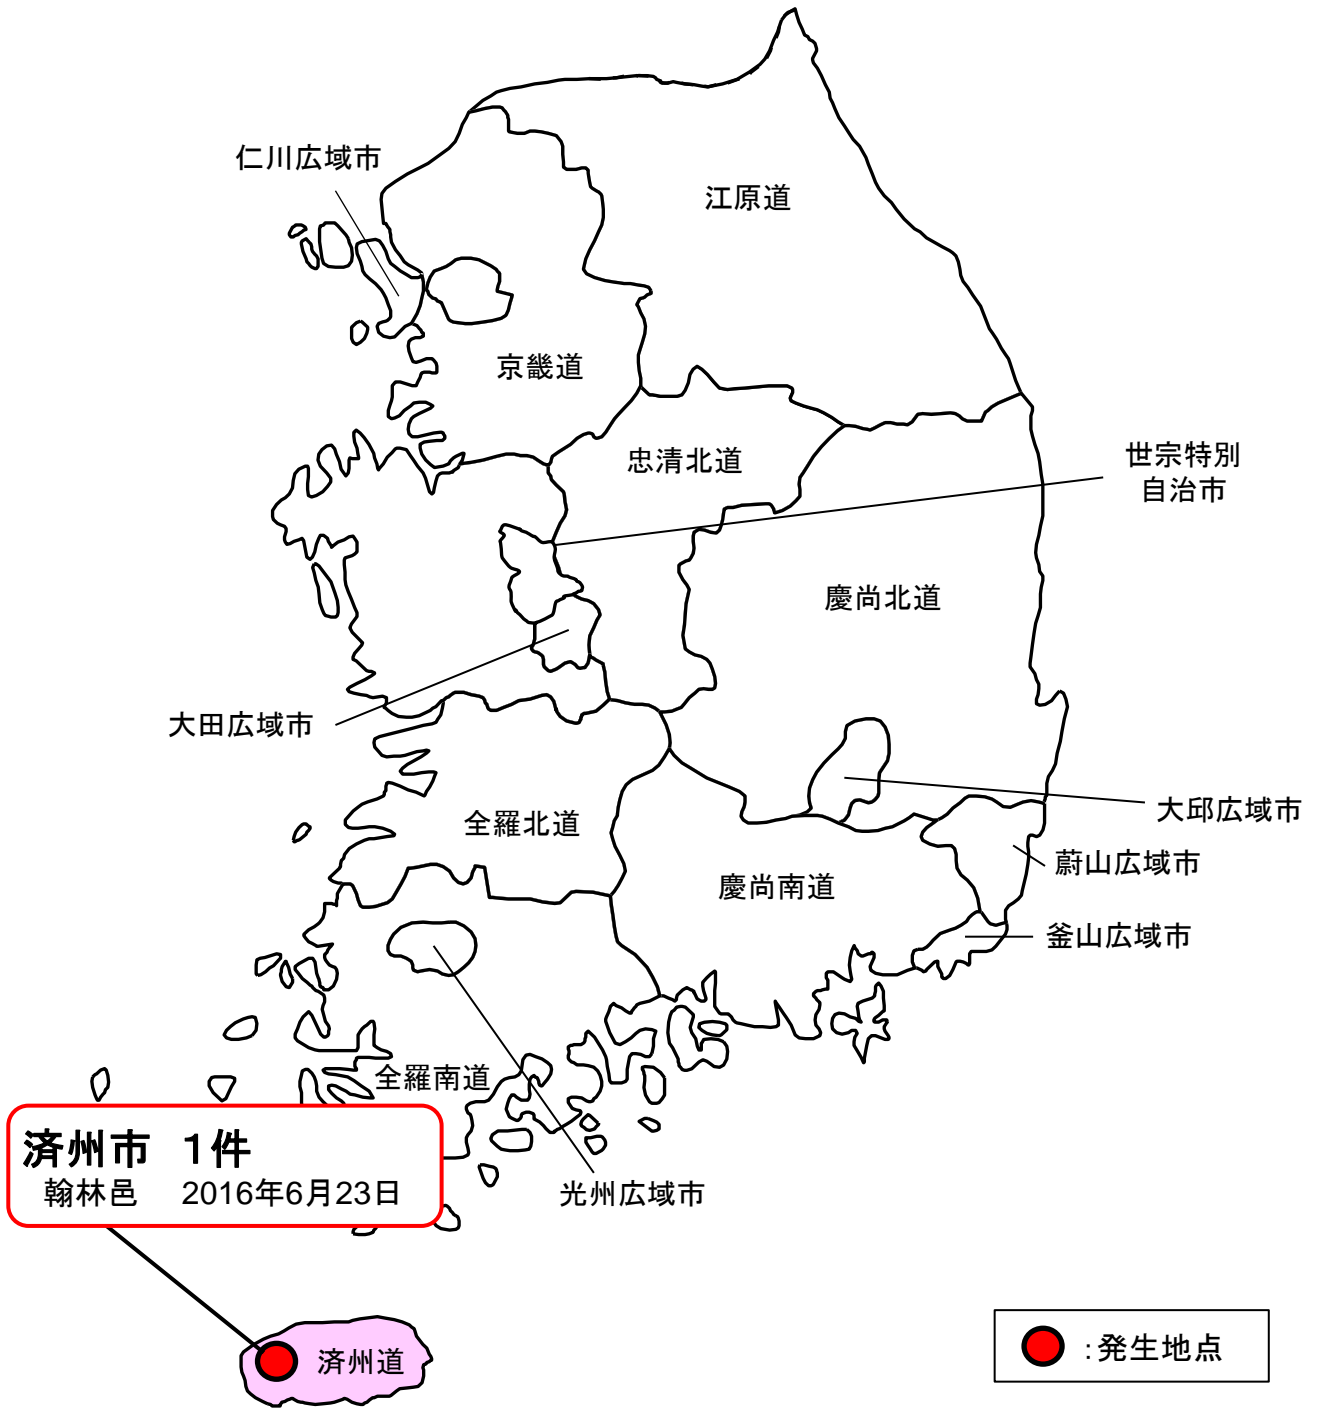 仁川広域市
江原道
京畿道
忠清北道
世宗特別
自治市
慶尚北道
大田広域市
大邱広域市
全羅北道
蔚山広域市
慶尚南道
釜山広域市
全羅南道
済州市　１件
翰林邑　2016年6月23日
光州広域市
済州道
：発生地点